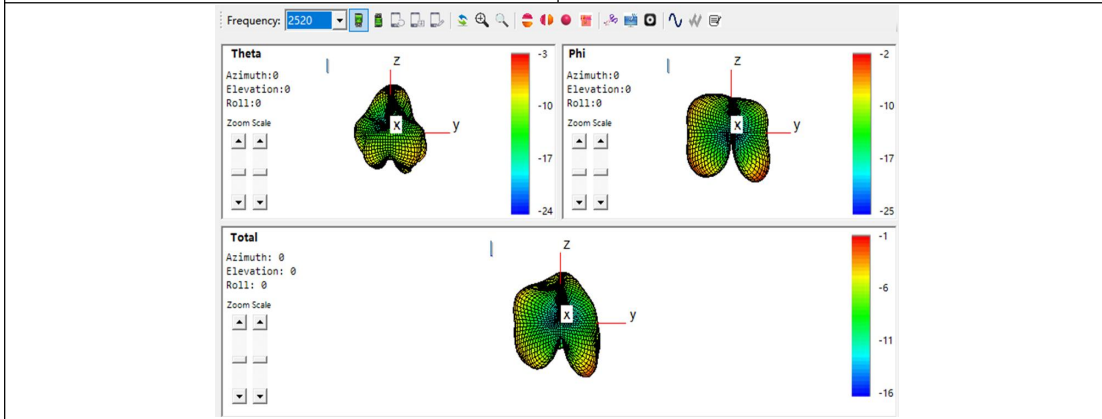 Frequency: 2520
Theta
Azimuth:0
Elevation:0
Roll:0
Zoom Scale
z
x
y
-3
-10
-17
-24
Phi
Azimuth:0
Elevation:0
Roll:0
Zoom Scale
z
x
y
-2
-10
-17
-25
Total
Azimuth: 0
Elevation: 0
Roll: 0
Zoom Scale
z
x
y
-1
-6
-11
-16